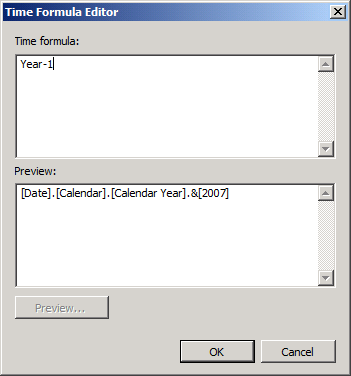 Time Formula Editor
Time formula:
Year-1
Preview:
[Date].[Calendar].[Calendar Year].&[2007]
Preview...
OK
Cancel